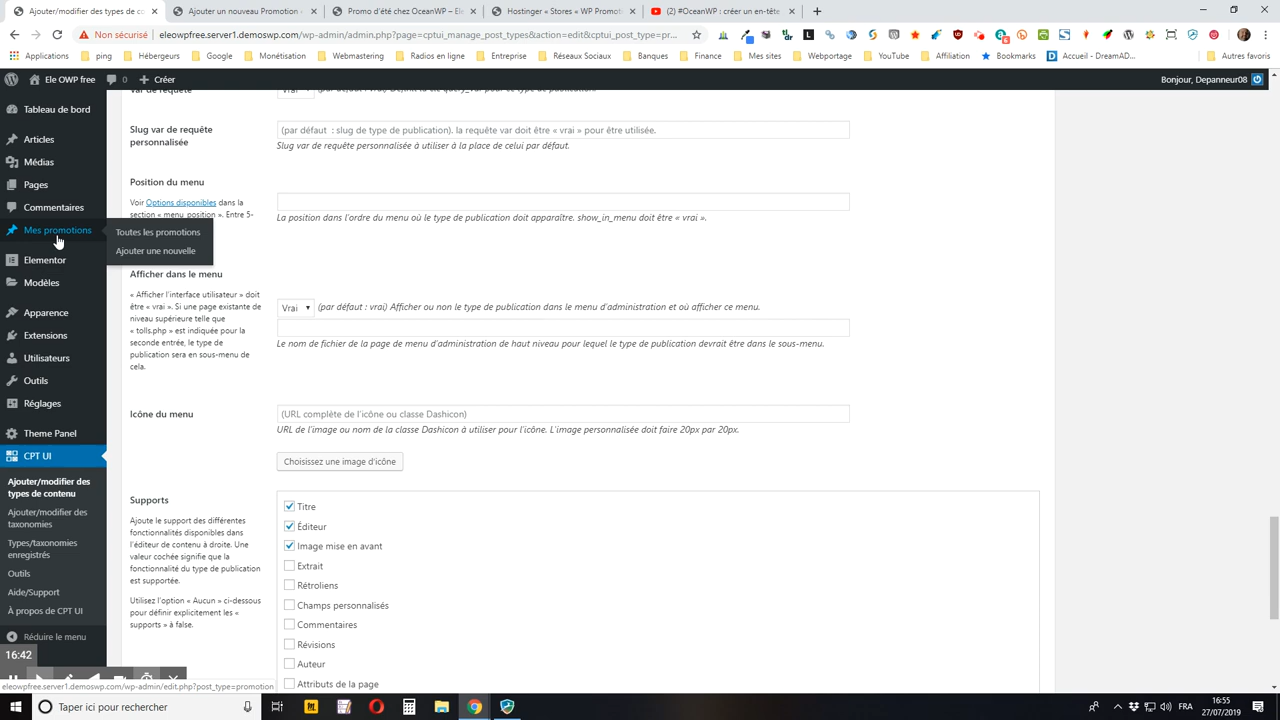 Ajouter/modifier des types de co
Ajouter un nouveau Promotion ‹
Promo d'été chez OceanWP – Ele
Hostinger « Stores « WP Promot
(2) #OceanWP : créer un en-tête
Non sécurisé
eleowpfree.server1.demoswp.com/wp-admin/admin.php?page=cptui_manage_post_types&action=edit&cptui_post_type=pr...
Applications
ping
Hébergeurs
Google
Monétisation
Webmastering
Radios en ligne
Entreprise
Réseaux Sociaux
Banques
Finance
Mes sites
Webportage
YouTube
Affiliation
Bookmarks
Accueil - DreamAD...
Autres favoris
Ele OWP free
0
Créer
Bonjour, Depanneur08
Tableau de bord
Articles
Médias
Pages
Commentaires
Mes promotions
Toutes les promotions
Ajouter une nouvelle
Elementor
Modèles
Apparence
Extensions
Utilisateurs
Outils
Réglages
Theme Panel
CPT UI
Ajouter/modifier des
types de contenu
Ajouter/modifier des
taxonomies
Types/taxonomies
enregistrés
Outils
Aide/Support
À propos de CPT UI
Réduire le menu
16:42
Slug var de requête
personnalisée
(par défaut : slug de type de publication). la requête var doit être « vrai » pour être utilisée.
Slug var de requête personnalisée à utiliser à la place de celui par défaut.
Position du menu
Voir Options disponibles dans la
section « menu_position ». Entre 5-
La position dans l'ordre du menu où le type de publication doit apparaître. show_in_menu doit être « vrai ».
Afficher dans le menu
« Afficher l'interface utilisateur » doit
être « vrai ». Si une page existante de
niveau supérieure telle que
« tolls.php » est indiquée pour la
seconde entrée, le type de
publication sera en sous-menu de
cela.
Vrai
(par défaut : vrai) Afficher ou non le type de publication dans le menu d'administration et où afficher ce menu.
Le nom de fichier de la page de menu d'administration de haut niveau pour lequel le type de publication devrait être dans le sous-menu.
Icône du menu
(URL complète de l'icône ou classe Dashicon)
URL de l'image ou nom de la classe Dashicon à utiliser pour l'icône. L'image personnalisée doit faire 20px par 20px.
Choisissez une image d'icône
Supports
Ajoute le support des différentes
fonctionnalités disponibles dans
l'éditeur de contenu à droite. Une
valeur cochée signifie que la
fonctionnalité du type de publication
est supportée.
Utilisez l'option « Aucun » ci-dessous
pour définir explicitement les «
supports » à false.
Titre
Éditeur
Image mise en avant
Extrait
Rétroliens
Champs personnalisés
Commentaires
Révisions
Auteur
Attributs de la page
eleowpfree.server1.demoswp.com/wp-admin/edit.php?post_type=promotion
Taper ici pour rechercher
FRA
16:55
27/07/2019